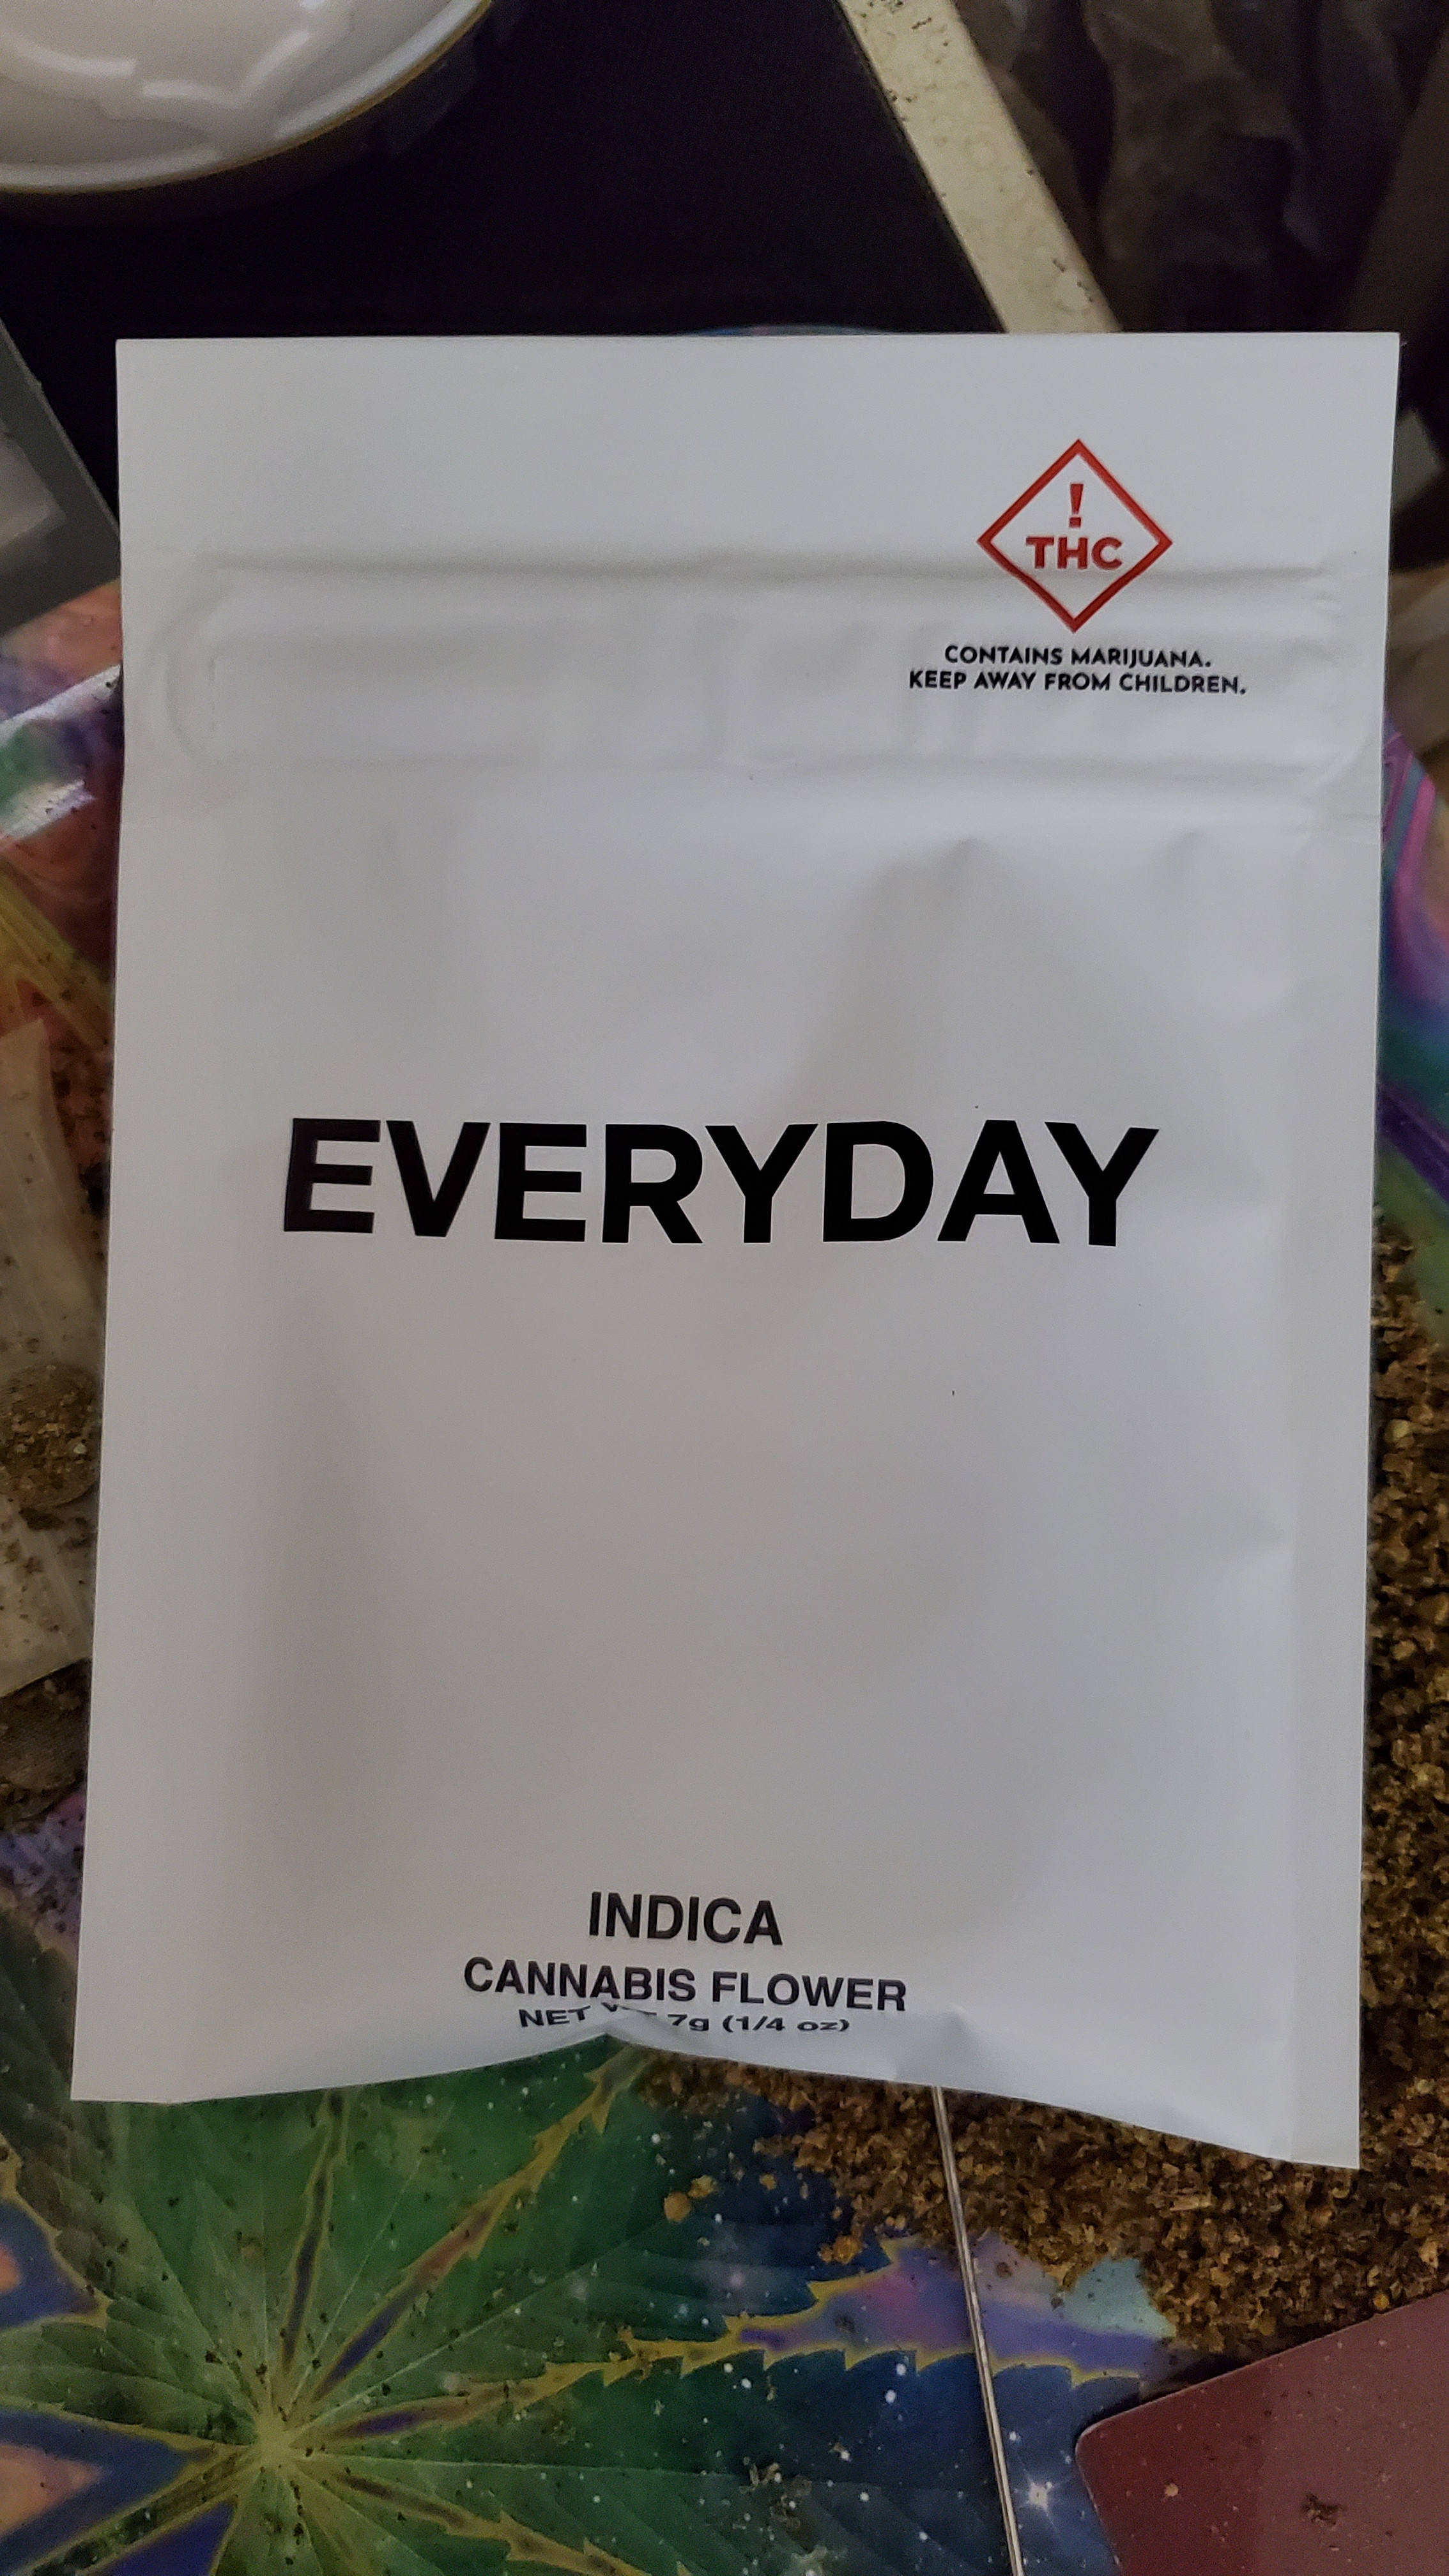 !
THC
CONTAINS MARIJUANA.
KEEP AWAY FROM CHILDREN.
EVERYDAY
INDICA
CANNABIS FLOWER
NET 7g (1/4 oz)